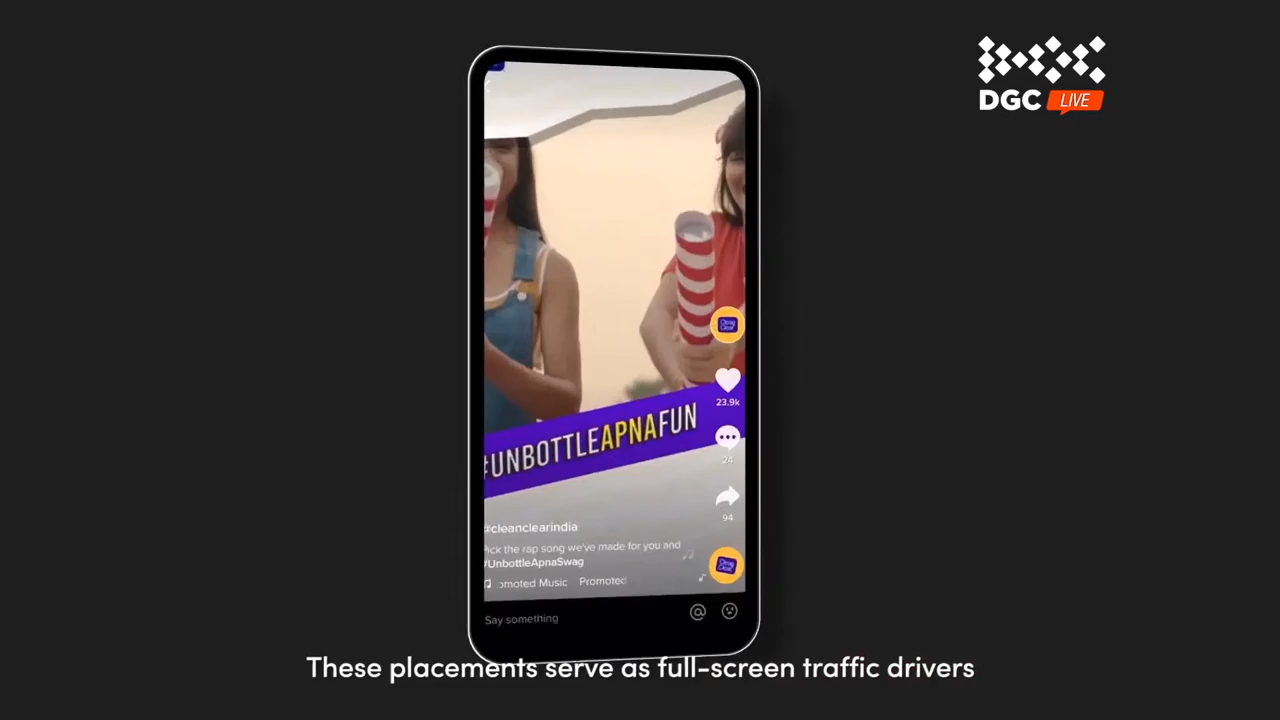 DGC LIVE
#UNBOTTLEAPNAFUN
23.9k
24
94
#cleanclearindia
Pick the rap song we've made for you and
#UnbottleApnaSwag
omoted Music Promoted
Say something
These placements serve as full-screen traffic drivers